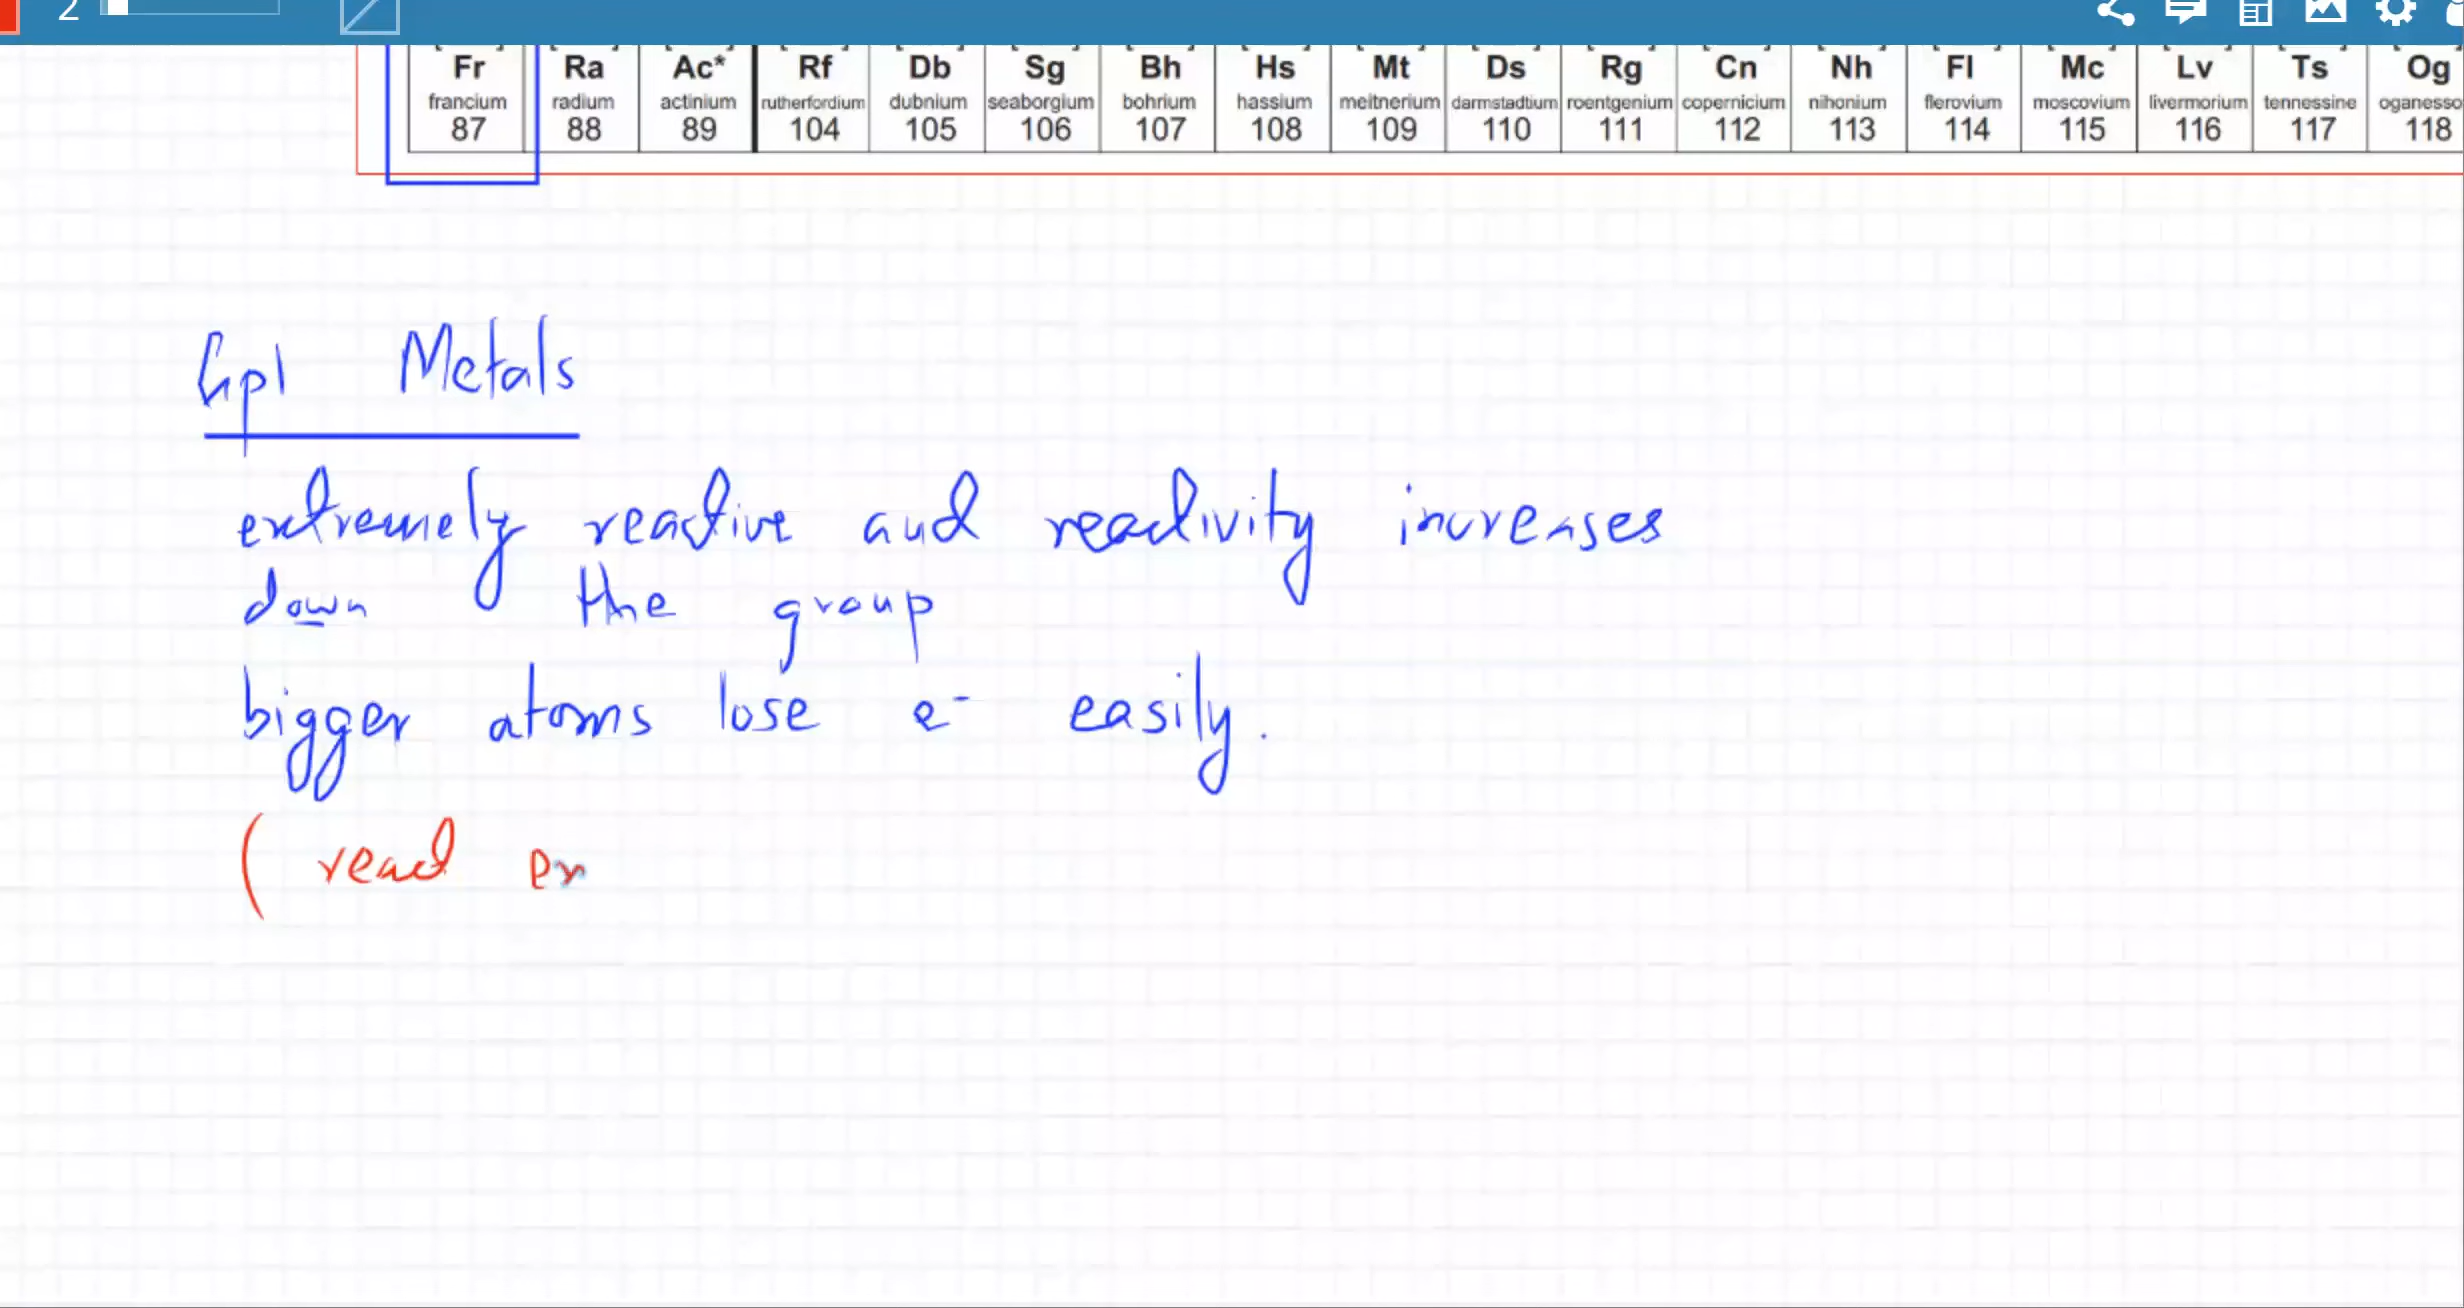 2
Fr Ra Ac* Rf Db Sg Bh Hs Mt Ds Rg Cn Nh Fl Mc Lv Ts Og
francium radium actinium rutherfordium dubnium seaborgium bohrium hassium meitnerium darmstadtium roentgenium copernicium nihonium flerovium moscovium livermorium tennessine oganesso
87 88 89 104 105 106 107 108 109 110 111 112 113 114 115 116 117 118
Gp1 Metals
extremely reactive and reactivity increases
down the group
bigger atoms lose e⁻ easily.
( read ex